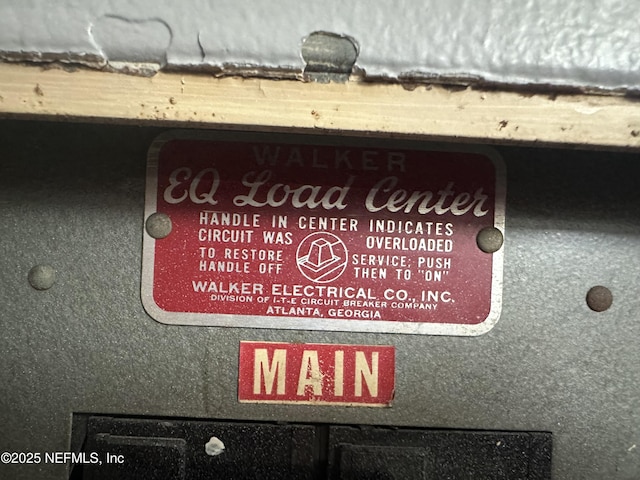 WALKER
EQ Load Center
HANDLE IN CENTER INDICATES
CIRCUIT WAS OVERLOADED
TO RESTORE SERVICE; PUSH
HANDLE OFF THEN TO "ON"
WALKER ELECTRICAL CO., INC.
DIVISION OF I-T-E CIRCUIT BREAKER COMPANY
ATLANTA, GEORGIA
MAIN
©2025 NEFMLS, Inc